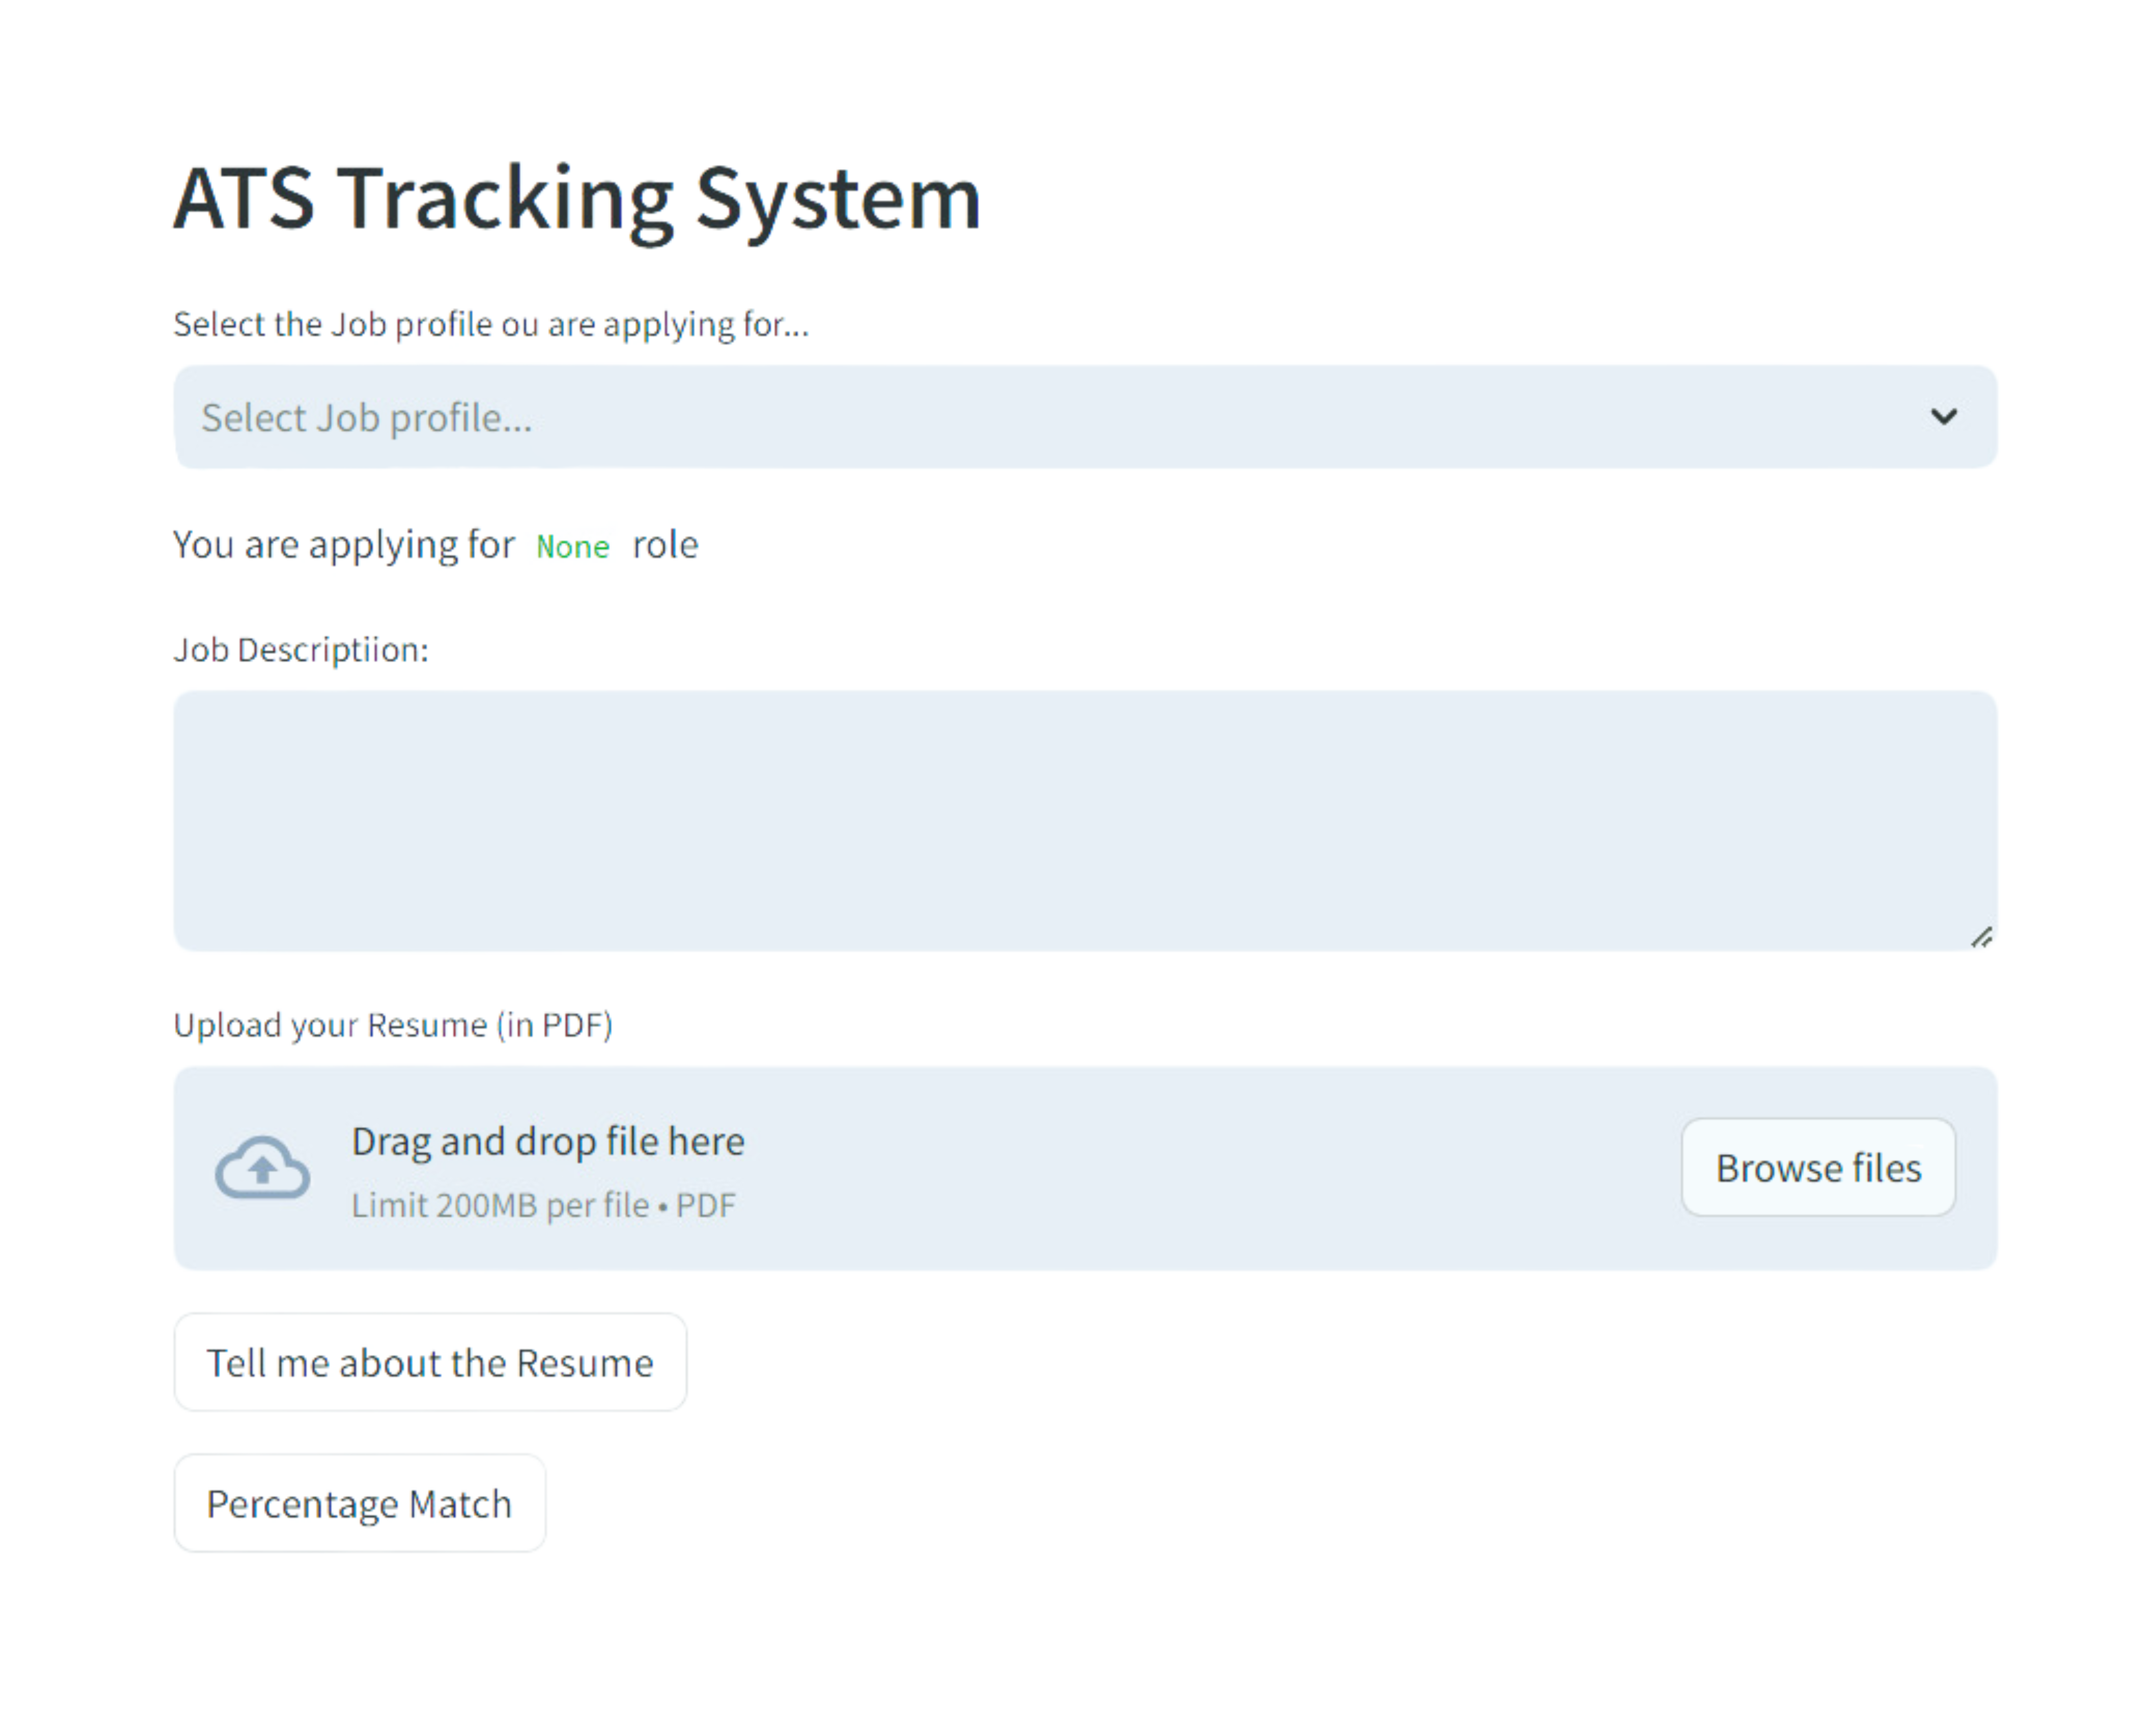 ATS Tracking System
Select the Job profile ou are applying for...
Select Job profile...
You are applying for None role
Job Descriptiion:
Upload your Resume (in PDF)
Drag and drop file here
Limit 200MB per file • PDF
Browse files
Tell me about the Resume
Percentage Match